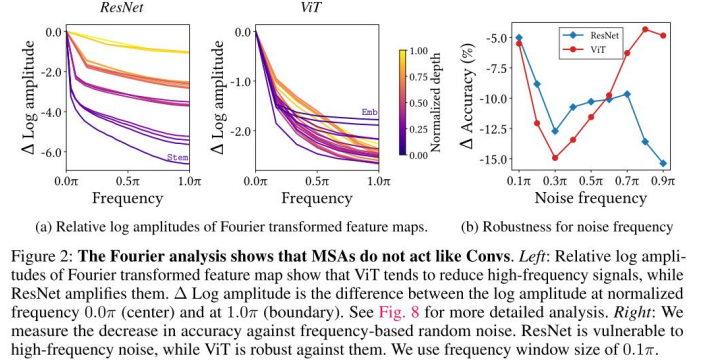 ResNet
ViT
0.0
-2.0
-4.0
-6.0
Δ Log amplitude
Stem
0.0π 0.5π 1.0π
Frequency
0.0
-1.0
-2.0
Δ Log amplitude
Emb
0.0π 0.5π 1.0π
Frequency
1.00
0.75
0.50
0.25
0.00
Normalized depth
-5.0
-7.5
-10.0
-12.5
-15.0
Δ Accuracy (%)
ResNet
ViT
0.1π 0.3π 0.5π 0.7π 0.9π
Noise frequency
(a) Relative log amplitudes of Fourier transformed feature maps.
(b) Robustness for noise frequency
Figure 2: The Fourier analysis shows that MSAs do not act like Convs. Left: Relative log ampli-
tudes of Fourier transformed feature map show that ViT tends to reduce high-frequency signals, while
ResNet amplifies them. Δ Log amplitude is the difference between the log amplitude at normalized
frequency 0.0π (center) and at 1.0π (boundary). See Fig. 8 for more detailed analysis. Right: We
measure the decrease in accuracy against frequency-based random noise. ResNet is vulnerable to
high-frequency noise, while ViT is robust against them. We use frequency window size of 0.1π.